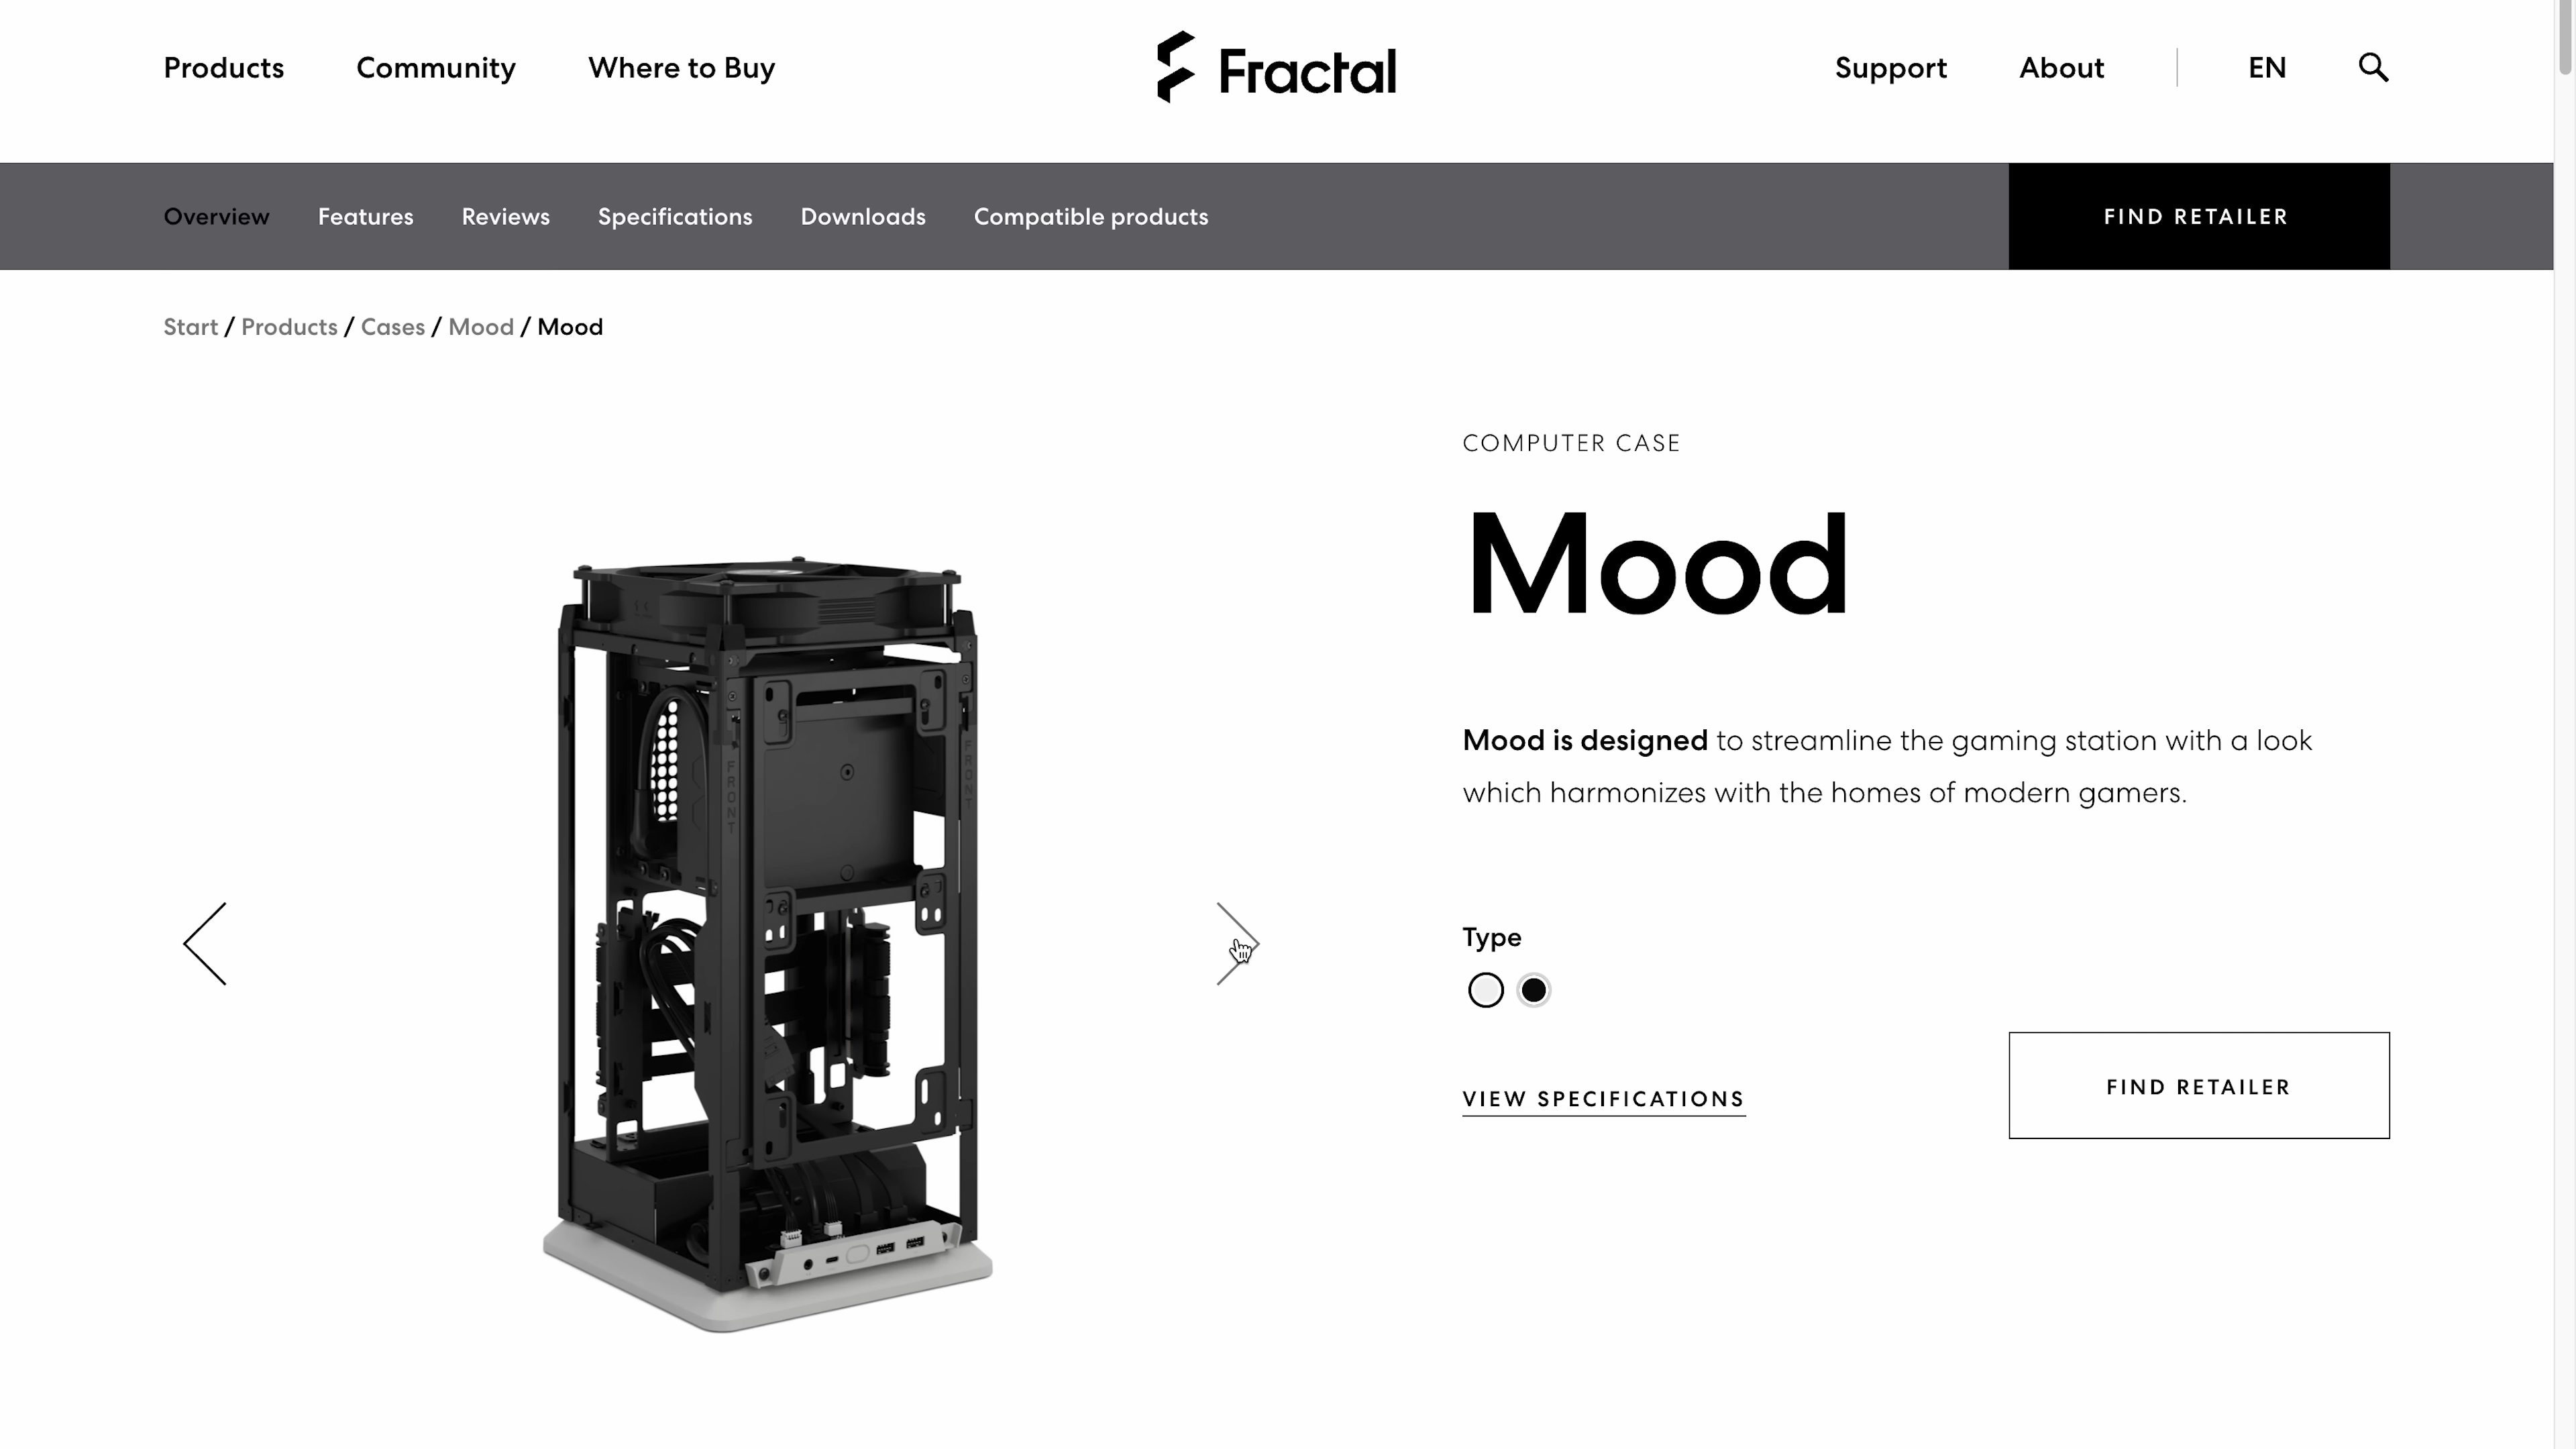 Products Community Where to Buy Fractal Support About EN
Overview Features Reviews Specifications Downloads Compatible products FIND RETAILER
Start / Products / Cases / Mood / Mood
COMPUTER CASE
Mood
Mood is designed to streamline the gaming station with a look
which harmonizes with the homes of modern gamers.
FRONT
FRONT
Type
VIEW SPECIFICATIONS
FIND RETAILER